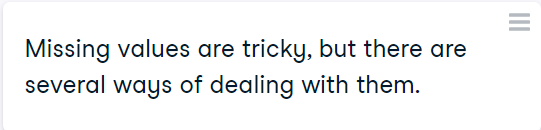 Missing values are tricky, but there are
several ways of dealing with them.